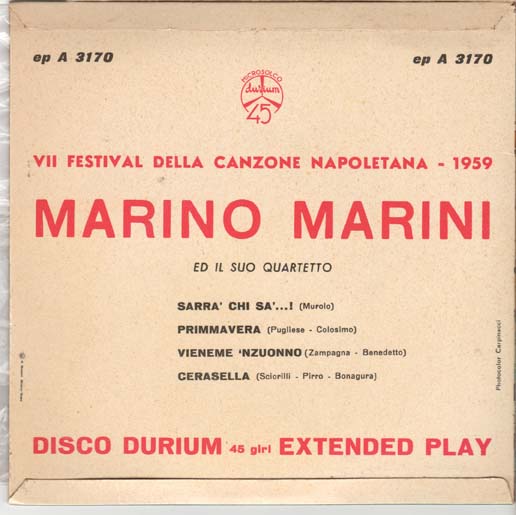 ep A 3170
ep A 3170
MICROSOLCO
durium
45
VII FESTIVAL DELLA CANZONE NAPOLETANA - 1959
MARINO MARINI
ED IL SUO QUARTETTO
SARRA' CHI SA'...! (Murolo)
PRIMMAVERA (Pugliese - Colosimo)
VIENEME 'NZUONNO (Zampagna - Benedetto)
CERASELLA (Sciorilli - Pirro - Bonagura)
Photocolor Carpinacci
DISCO DURIUM 45 giri EXTENDED PLAY